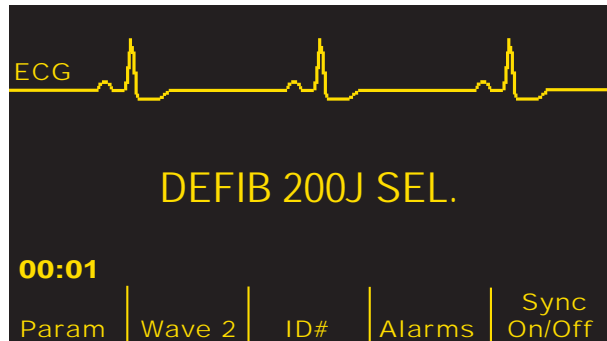 ECG
DEFIB 200J SEL.
00:01
Param Wave 2 ID# Alarms Sync On/Off